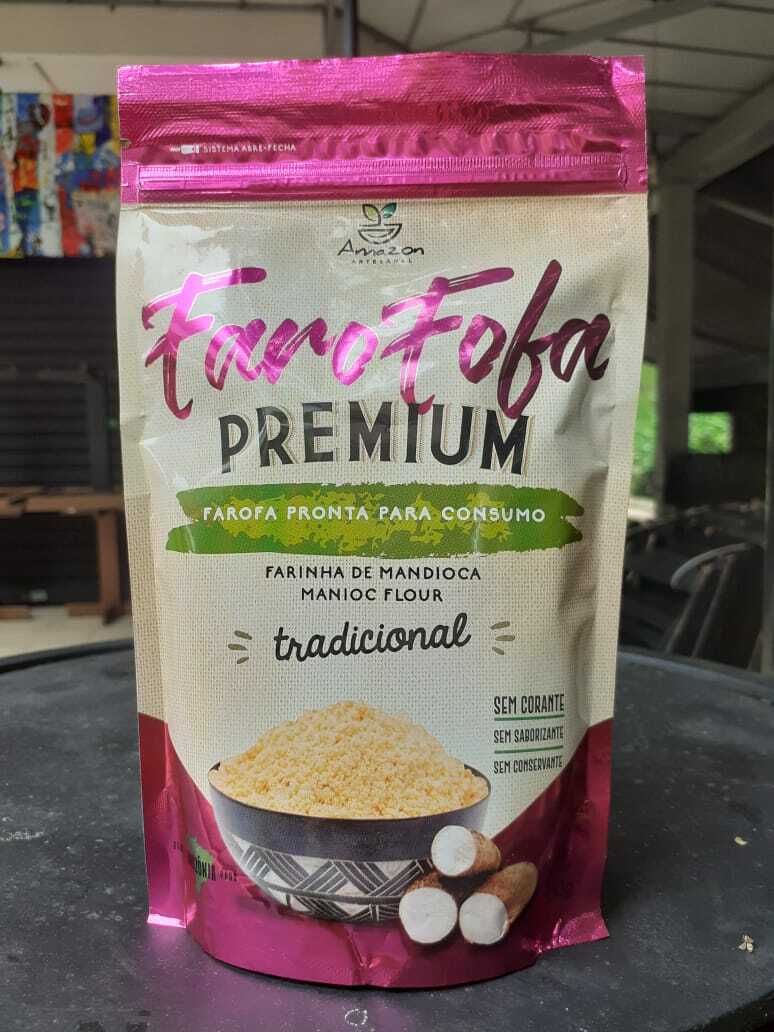 SISTEMA ABRE-FECHA
Amazon
ARTESANAL
FaroFofa
PREMIUM
FAROFA PRONTA PARA CONSUMO
FARINHA DE MANDIOCA
MANIOC FLOUR
tradicional
SEM CORANTE
SEM SABORIZANTE
SEM CONSERVANTE